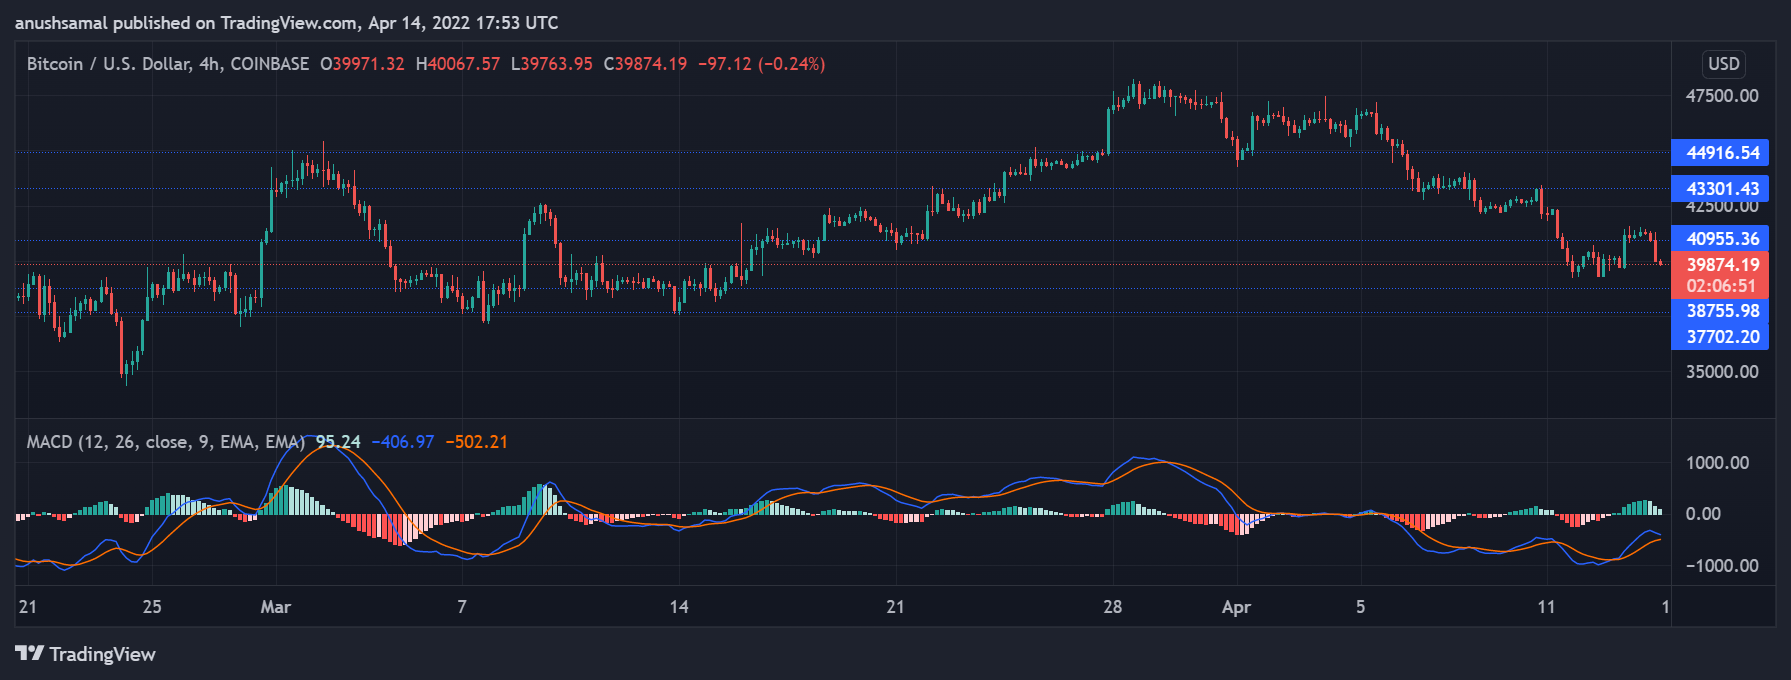 anushsamal published on TradingView.com, Apr 14, 2022 17:53 UTC
Bitcoin / U.S. Dollar, 4h, COINBASE O39971.32 H40067.57 L39763.95 C39874.19 −97.12 (−0.24%)
USD
47500.00
44916.54
43301.43
42500.00
40955.36
39874.19
02:06:51
38755.98
37702.20
35000.00
MACD (12, 26, close, 9, EMA, EMA) 95.24 −406.97 −502.21
1000.00
0.00
−1000.00
21 25 Mar 7 14 21 28 Apr 5 11 1
TradingView